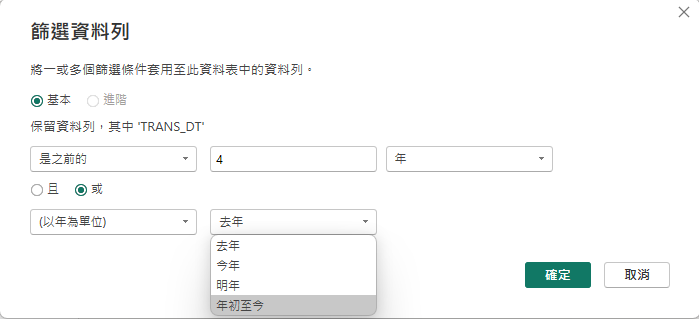 篩選資料列
將一或多個篩選條件套用至此資料表中的資料列。
基本 進階
保留資料列，其中 'TRANS_DT'
是之前的 4 年
且 或
(以年為單位) 去年
去年
今年
明年
年初至今
確定 取消